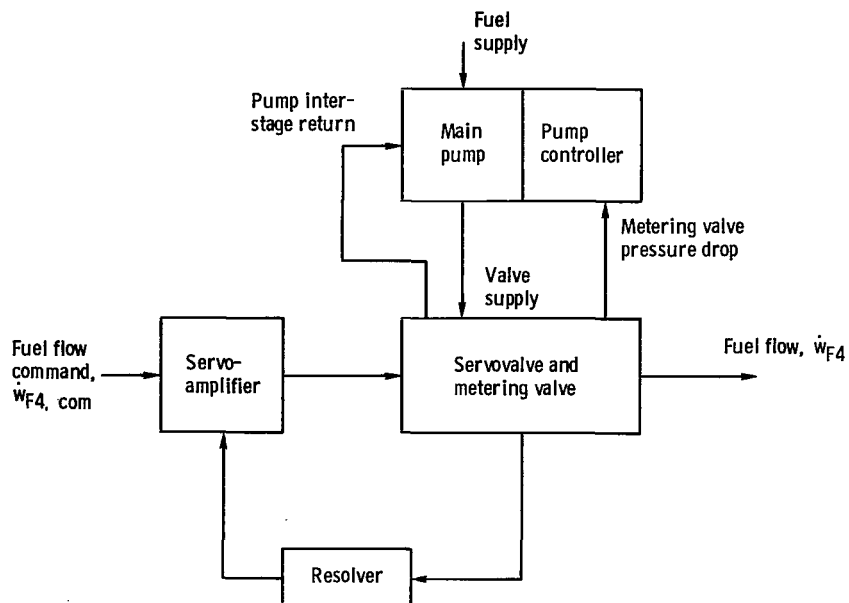 Fuel
supply
Pump inter-
stage return
Main
pump
Pump
controller
Metering valve
pressure drop
Valve
supply
Fuel flow
command,
ẇF4, com
Servo-
amplifier
Servovalve and
metering valve
Fuel flow, ẇF4
Resolver